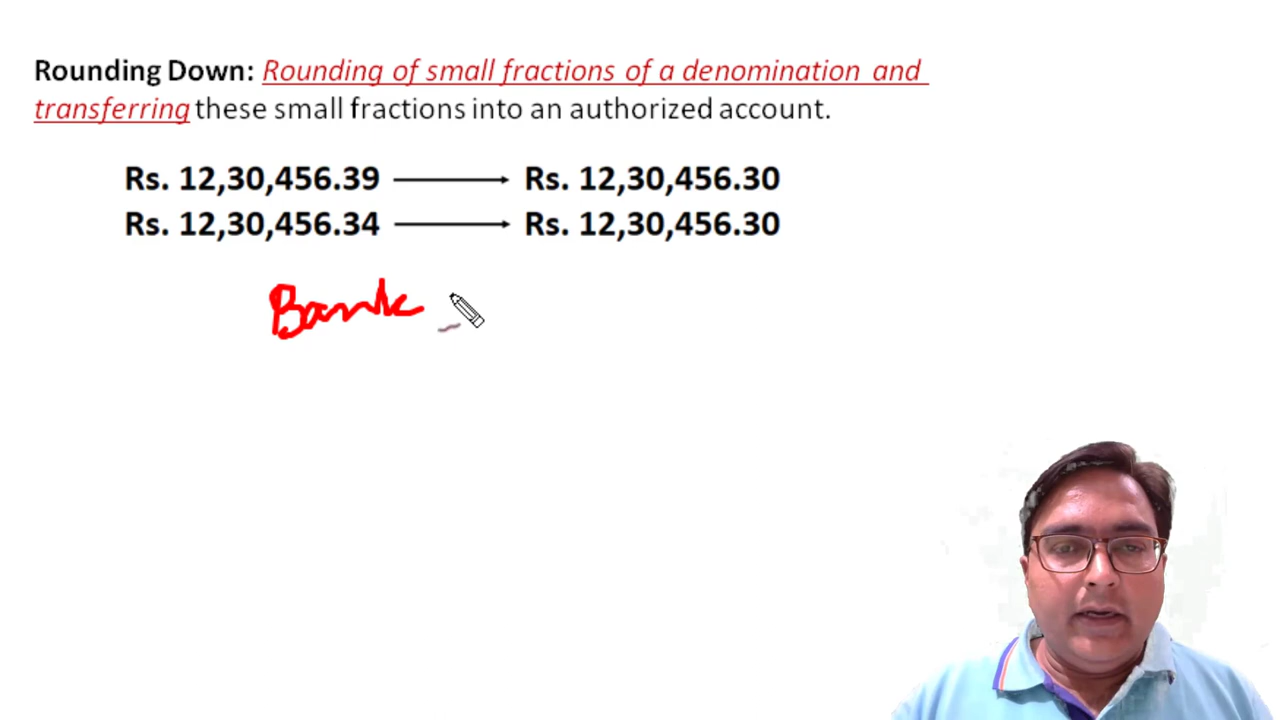 Rounding Down: Rounding of small fractions of a denomination and
transferring these small fractions into an authorized account.
Rs. 12,30,456.39 → Rs. 12,30,456.30
Rs. 12,30,456.34 → Rs. 12,30,456.30
Bank